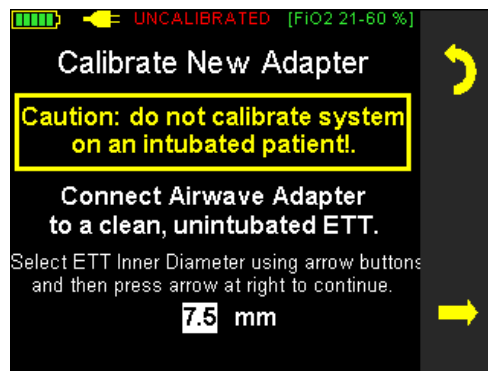 UNCALIBRATED [FiO2 21-60 %]
Calibrate New Adapter
Caution: do not calibrate system
on an intubated patient!.
Connect Airwave Adapter
to a clean, unintubated ETT.
Select ETT Inner Diameter using arrow buttons
and then press arrow at right to continue.
7.5 mm